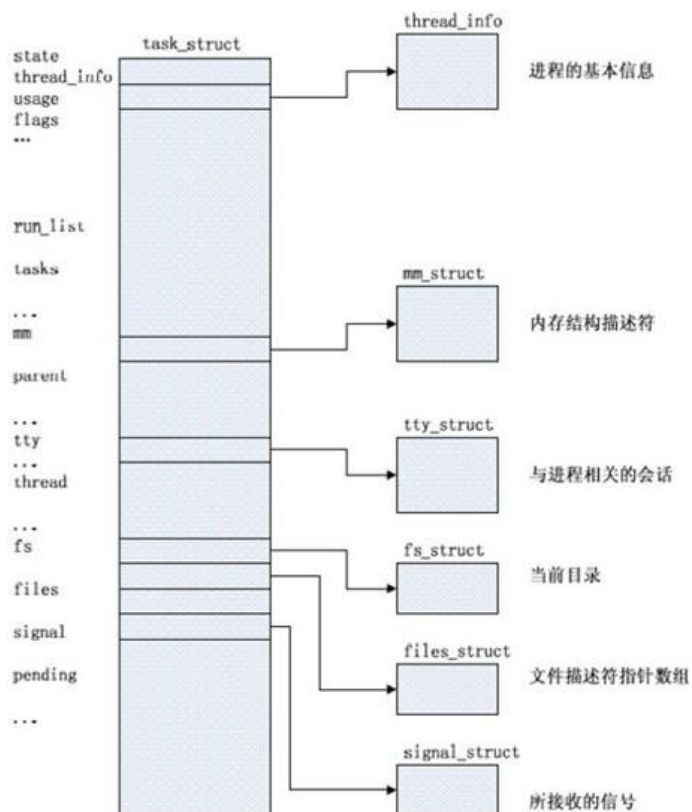 task_struct
state
thread_info
usage
flags
...
run_list
tasks
...
mm
parent
...
tty
...
thread
...
fs
files
signal
pending
...
thread_info
进程的基本信息
mm_struct
内存结构描述符
tty_struct
与进程相关的会话
fs_struct
当前目录
files_struct
文件描述符指针数组
signal_struct
所接收的信号